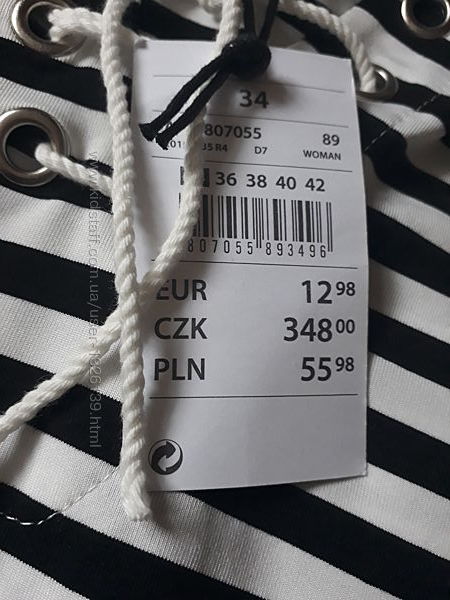 34
807055 89
R4 D7 WOMAN
36 38 40 42
807055 893496
EUR 12 98
CZK 348 00
PLN 55 98